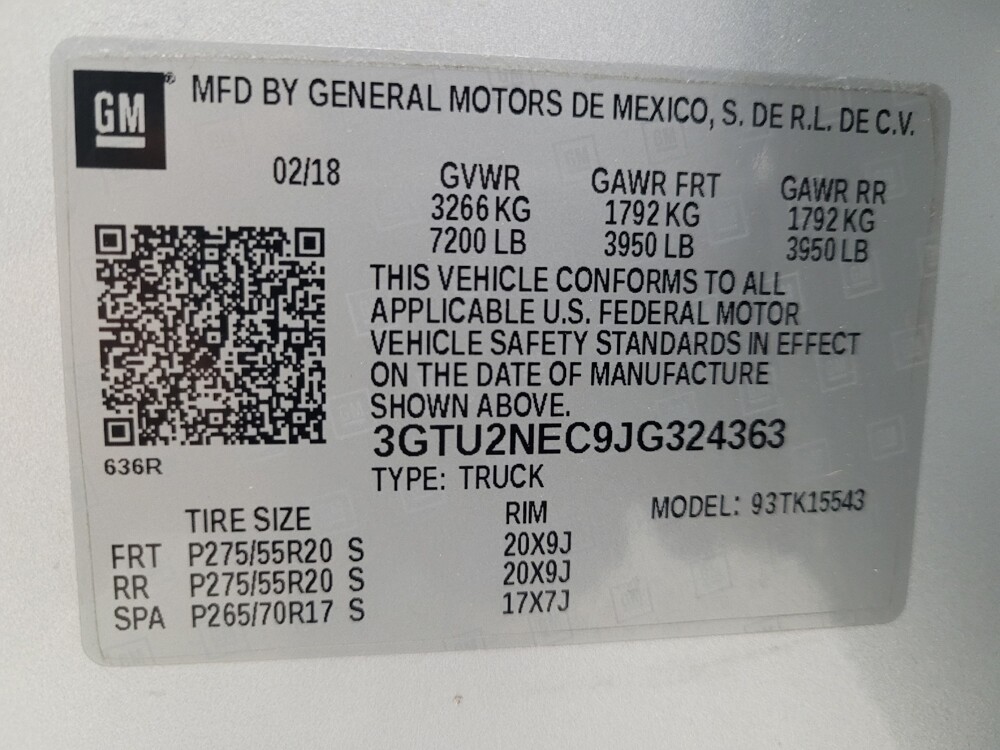 GM® MFD BY GENERAL MOTORS DE MEXICO, S. DE R.L. DE C.V.
02/18 GVWR GAWR FRT GAWR RR
3266 KG 1792 KG 1792 KG
7200 LB 3950 LB 3950 LB
THIS VEHICLE CONFORMS TO ALL
APPLICABLE U.S. FEDERAL MOTOR
VEHICLE SAFETY STANDARDS IN EFFECT
ON THE DATE OF MANUFACTURE
SHOWN ABOVE.
3GTU2NEC9JG324363
636R
TYPE: TRUCK
MODEL: 93TK15543
TIRE SIZE RIM
FRT P275/55R20 S 20X9J
RR P275/55R20 S 20X9J
SPA P265/70R17 S 17X7J